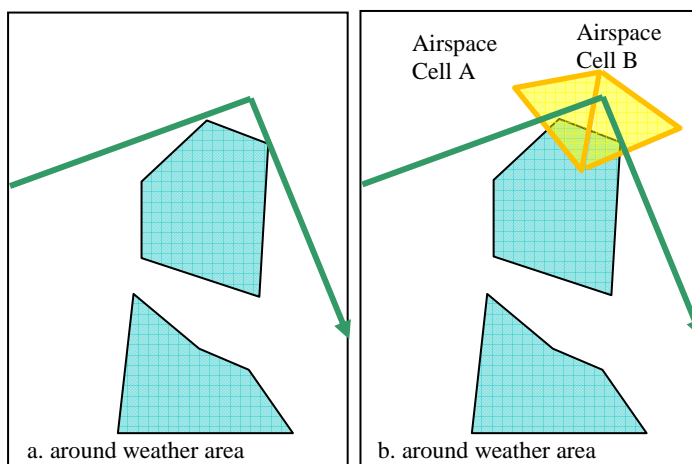 Airspace
Cell A
Airspace
Cell B
a. around weather area
b. around weather area